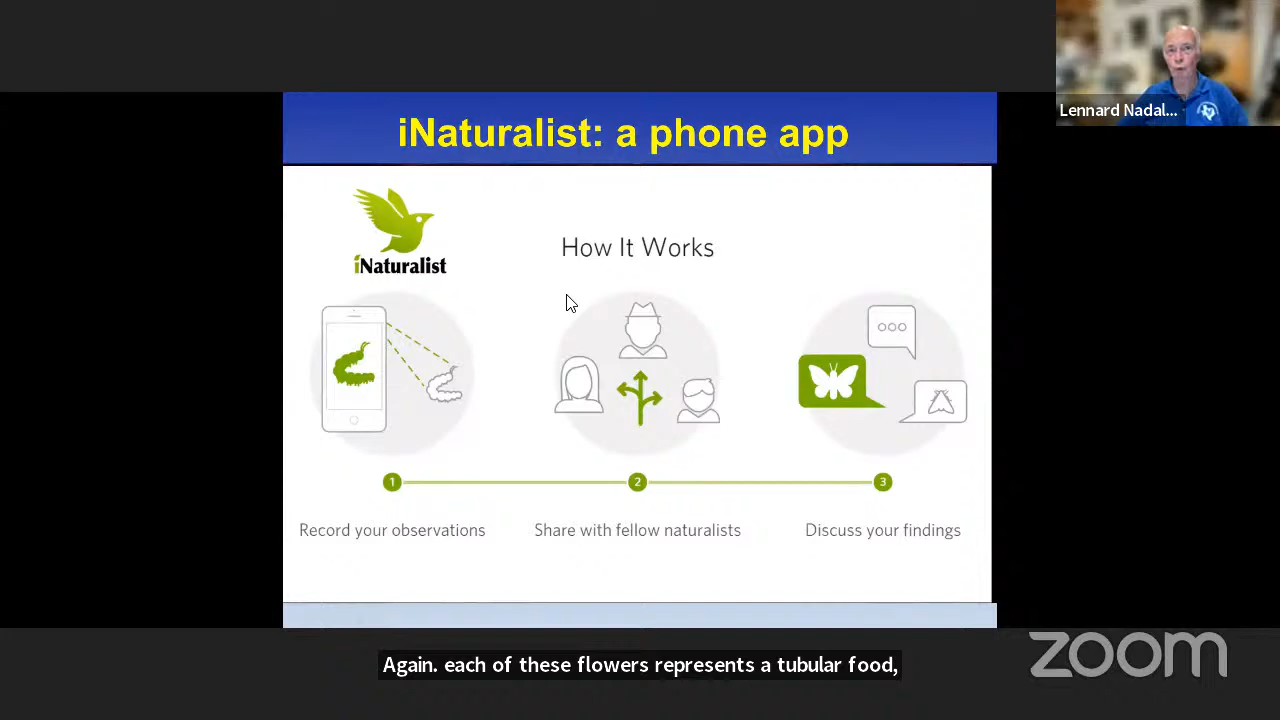 Lennard Nadal...
iNaturalist: a phone app
iNaturalist
How It Works
1
2
3
Record your observations
Share with fellow naturalists
Discuss your findings
Again. each of these flowers represents a tubular food,
zoom